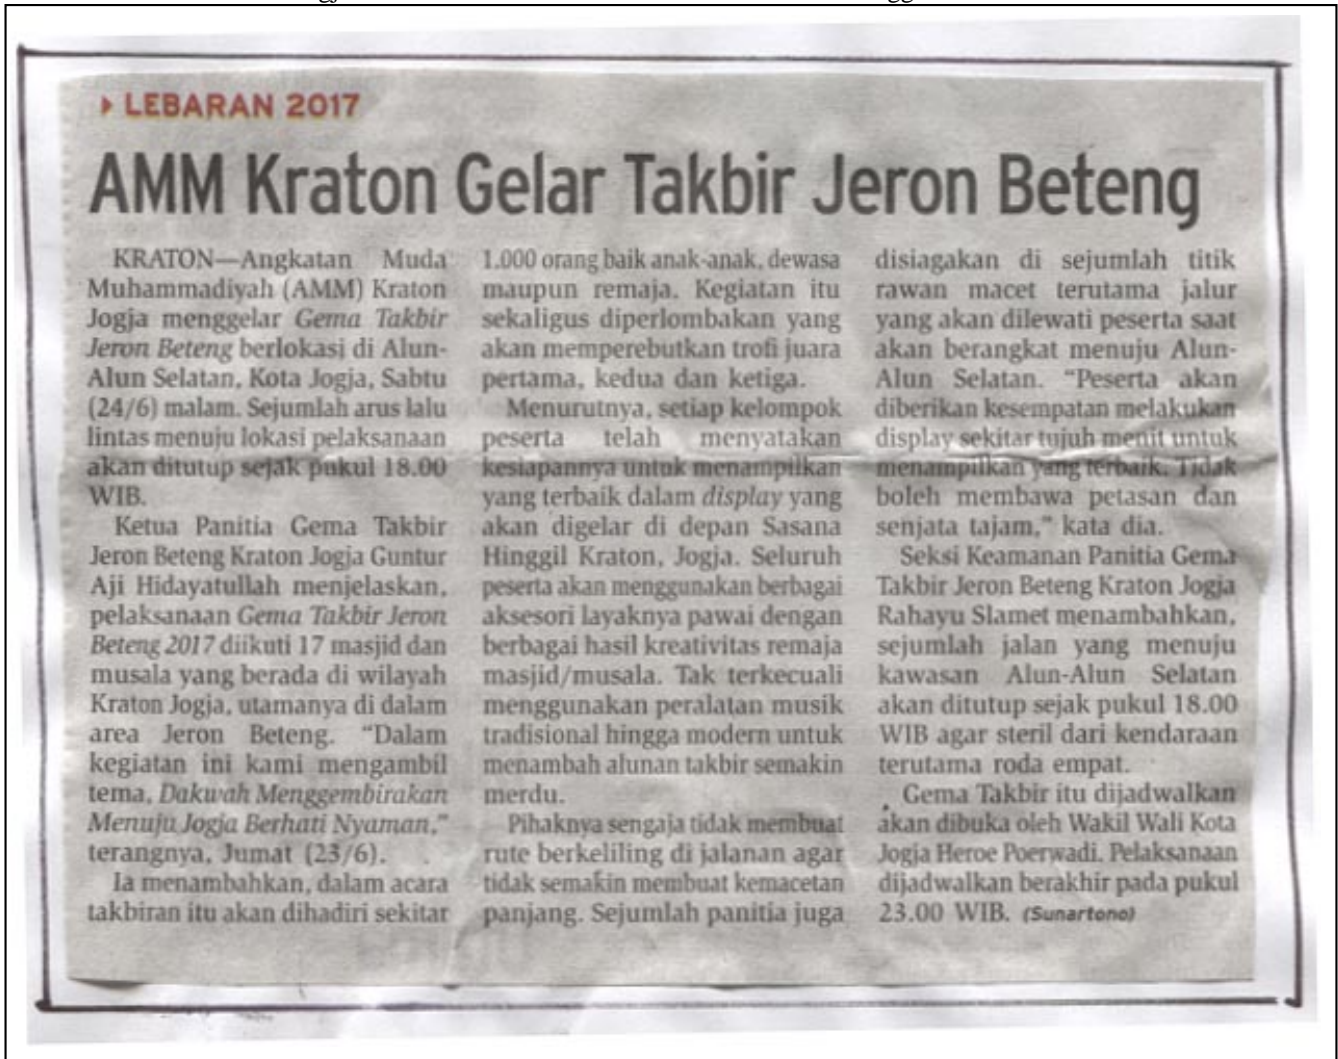 LEBARAN 2017
AMM Kraton Gelar Takbir Jeron Beteng
KRATON—Angkatan Muda
Muhammadiyah (AMM) Kraton
Jogja menggelar Gema Takbir
Jeron Beteng berlokasi di Alun-
Alun Selatan, Kota Jogja, Sabtu
(24/6) malam. Sejumlah arus lalu
lintas menuju lokasi pelaksanaan
akan ditutup sejak pukul 18.00
WIB.
Ketua Panitia Gema Takbir
Jeron Beteng Kraton Jogja Guntur
Aji Hidayatullah menjelaskan,
pelaksanaan Gema Takbir Jeron
Beteng 2017 diikuti 17 masjid dan
musala yang berada di wilayah
Kraton Jogja, utamanya di dalam
area Jeron Beteng. “Dalam
kegiatan ini kami mengambil
tema, Dakwah Menggembirakan
Menuju Jogja Berhati Nyaman,”
terangnya, Jumat (23/6).
Ia menambahkan, dalam acara
takbiran itu akan dihadiri sekitar
1.000 orang baik anak-anak, dewasa
maupun remaja. Kegiatan itu
sekaligus diperlombakan yang
akan memperebutkan trofi juara
pertama, kedua dan ketiga.
Menurutnya, setiap kelompok
peserta telah menyatakan
kesiapannya untuk menampilkan
yang terbaik dalam display yang
akan digelar di depan Sasana
Hinggil Kraton, Jogja. Seluruh
peserta akan menggunakan berbagai
aksesori layaknya pawai dengan
berbagai hasil kreativitas remaja
masjid/musala. Tak terkecuali
menggunakan peralatan musik
tradisional hingga modern untuk
menambah alunan takbir semakin
merdu.
Pihaknya sengaja tidak membuat
rute berkeliling di jalanan agar
tidak semakin membuat kemacetan
panjang. Sejumlah panitia juga
disiagakan di sejumlah titik
rawan macet terutama jalur
yang akan dilewati peserta saat
akan berangkat menuju Alun-
Alun Selatan. “Peserta akan
diberikan kesempatan melakukan
display sekitar tujuh menit untuk
menampilkan yang terbaik. Tidak
boleh membawa petasan dan
senjata tajam,” kata dia.
Seksi Keamanan Panitia Gema
Takbir Jeron Beteng Kraton Jogja
Rahayu Slamet menambahkan,
sejumlah jalan yang menuju
kawasan Alun-Alun Selatan
akan ditutup sejak pukul 18.00
WIB agar steril dari kendaraan
terutama roda empat.
Gema Takbir itu dijadwalkan
akan dibuka oleh Wakil Wali Kota
Jogja Heroe Poerwadi. Pelaksanaan
dijadwalkan berakhir pada pukul
23.00 WIB. (Sunartono)